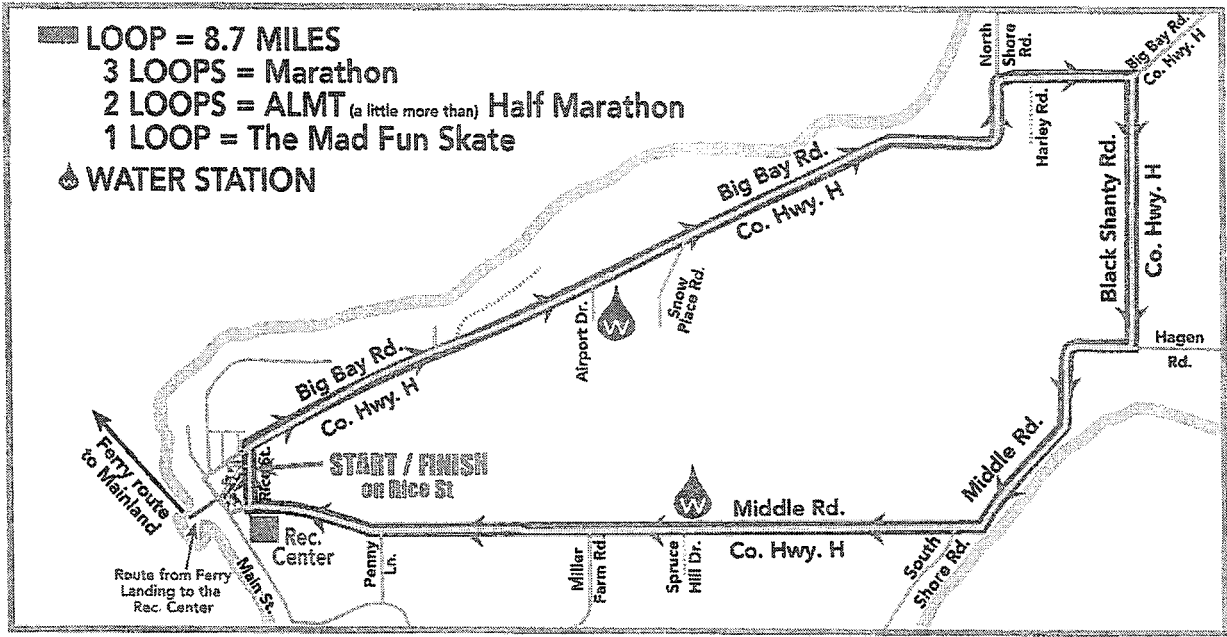 LOOP = 8.7 MILES
3 LOOPS = Marathon
2 LOOPS = ALMT (a little more than) Half Marathon
1 LOOP = The Mad Fun Skate
WATER STATION
North
Shore
Rd.
Big Bay Rd.
Co. Hwy. H
Harley Rd.
Big Bay Rd.
Co. Hwy. H
Black Shanty Rd.
Co. Hwy. H
Snow
Place Rd.
Airport Dr.
W
Hagen
Rd.
Big Bay Rd.
Co. Hwy. H
Ferry route
to Mainland
Rice St.
START / FINISH
on Rice St
Middle Rd.
W
Middle Rd.
Co. Hwy. H
Rec.
Center
Penny
Ln.
Miller
Farm Rd.
Spruce
Hill Dr.
South
Shore Rd.
Main St.
Route from Ferry
Landing to the
Rec. Center